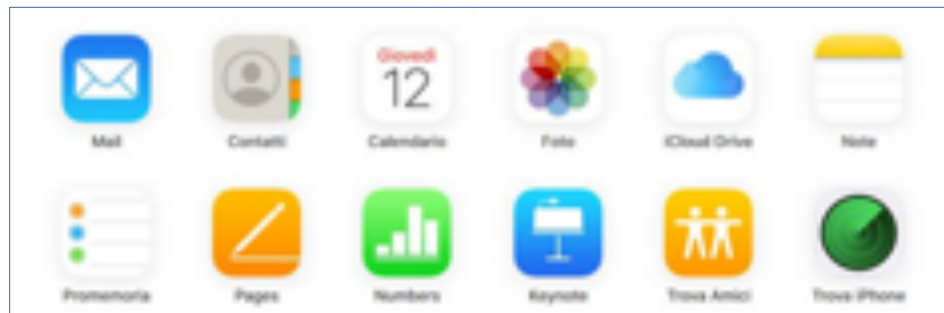 Giovedì
12
Mail Contatti Calendario Foto iCloud Drive Note
Promemoria Pages Numbers Keynote Trova Amici Trova iPhone